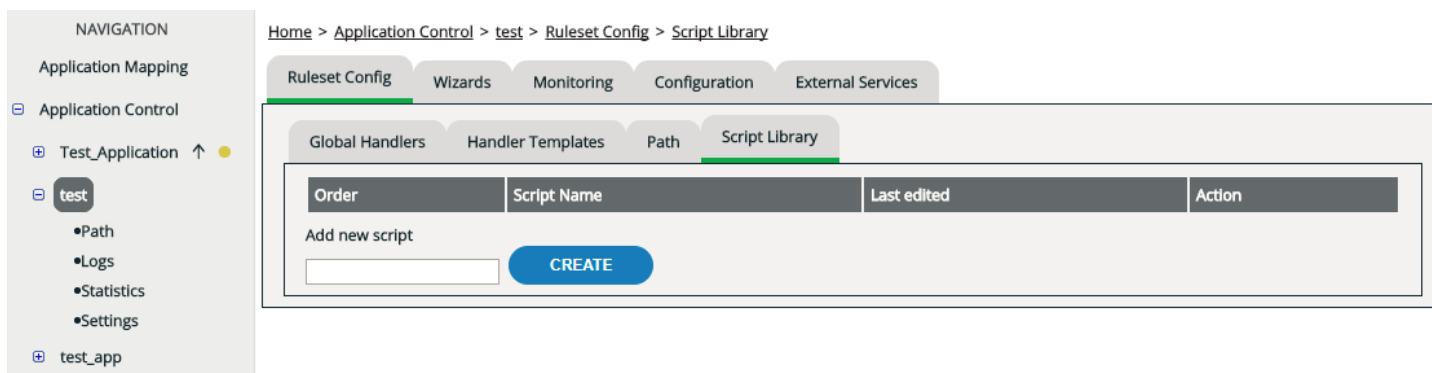 NAVIGATION
Application Mapping
Application Control
Test_Application ↑
test
•Path
•Logs
•Statistics
•Settings
test_app
Home > Application Control > test > Ruleset Config > Script Library
Ruleset Config Wizards Monitoring Configuration External Services
Global Handlers Handler Templates Path Script Library
Order Script Name Last edited Action
Add new script
CREATE